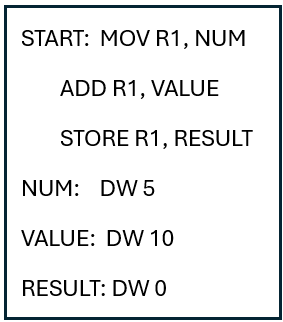 START: MOV R1, NUM
ADD R1, VALUE
STORE R1, RESULT
NUM: DW 5
VALUE: DW 10
RESULT: DW 0